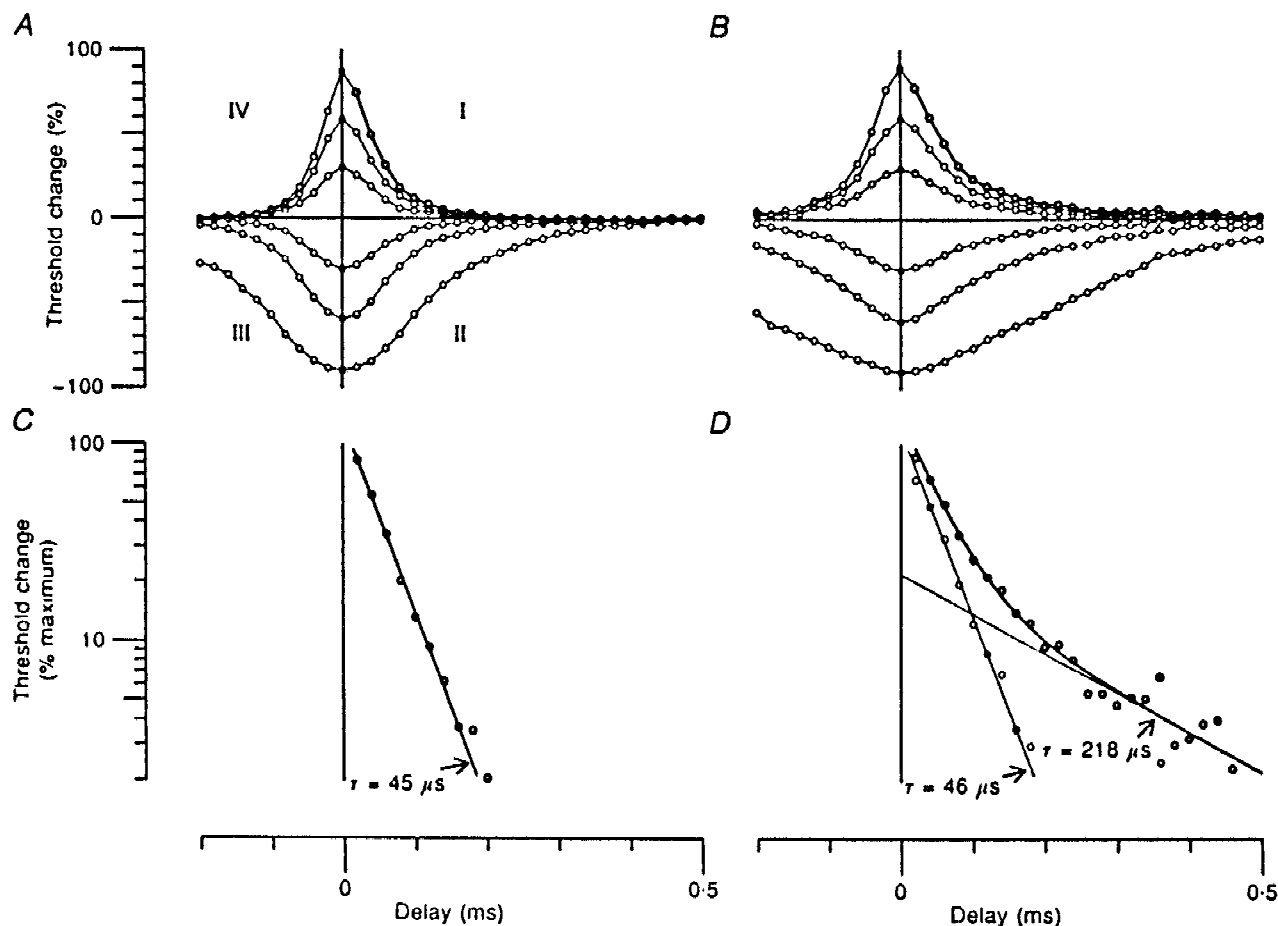 A
B
100
0
-100
Threshold change (%)
IV
I
III
II
C
D
100
10
Threshold change
(% maximum)
τ = 45 μs
τ = 218 μs
τ = 46 μs
0
0·5
Delay (ms)
0
0·5
Delay (ms)